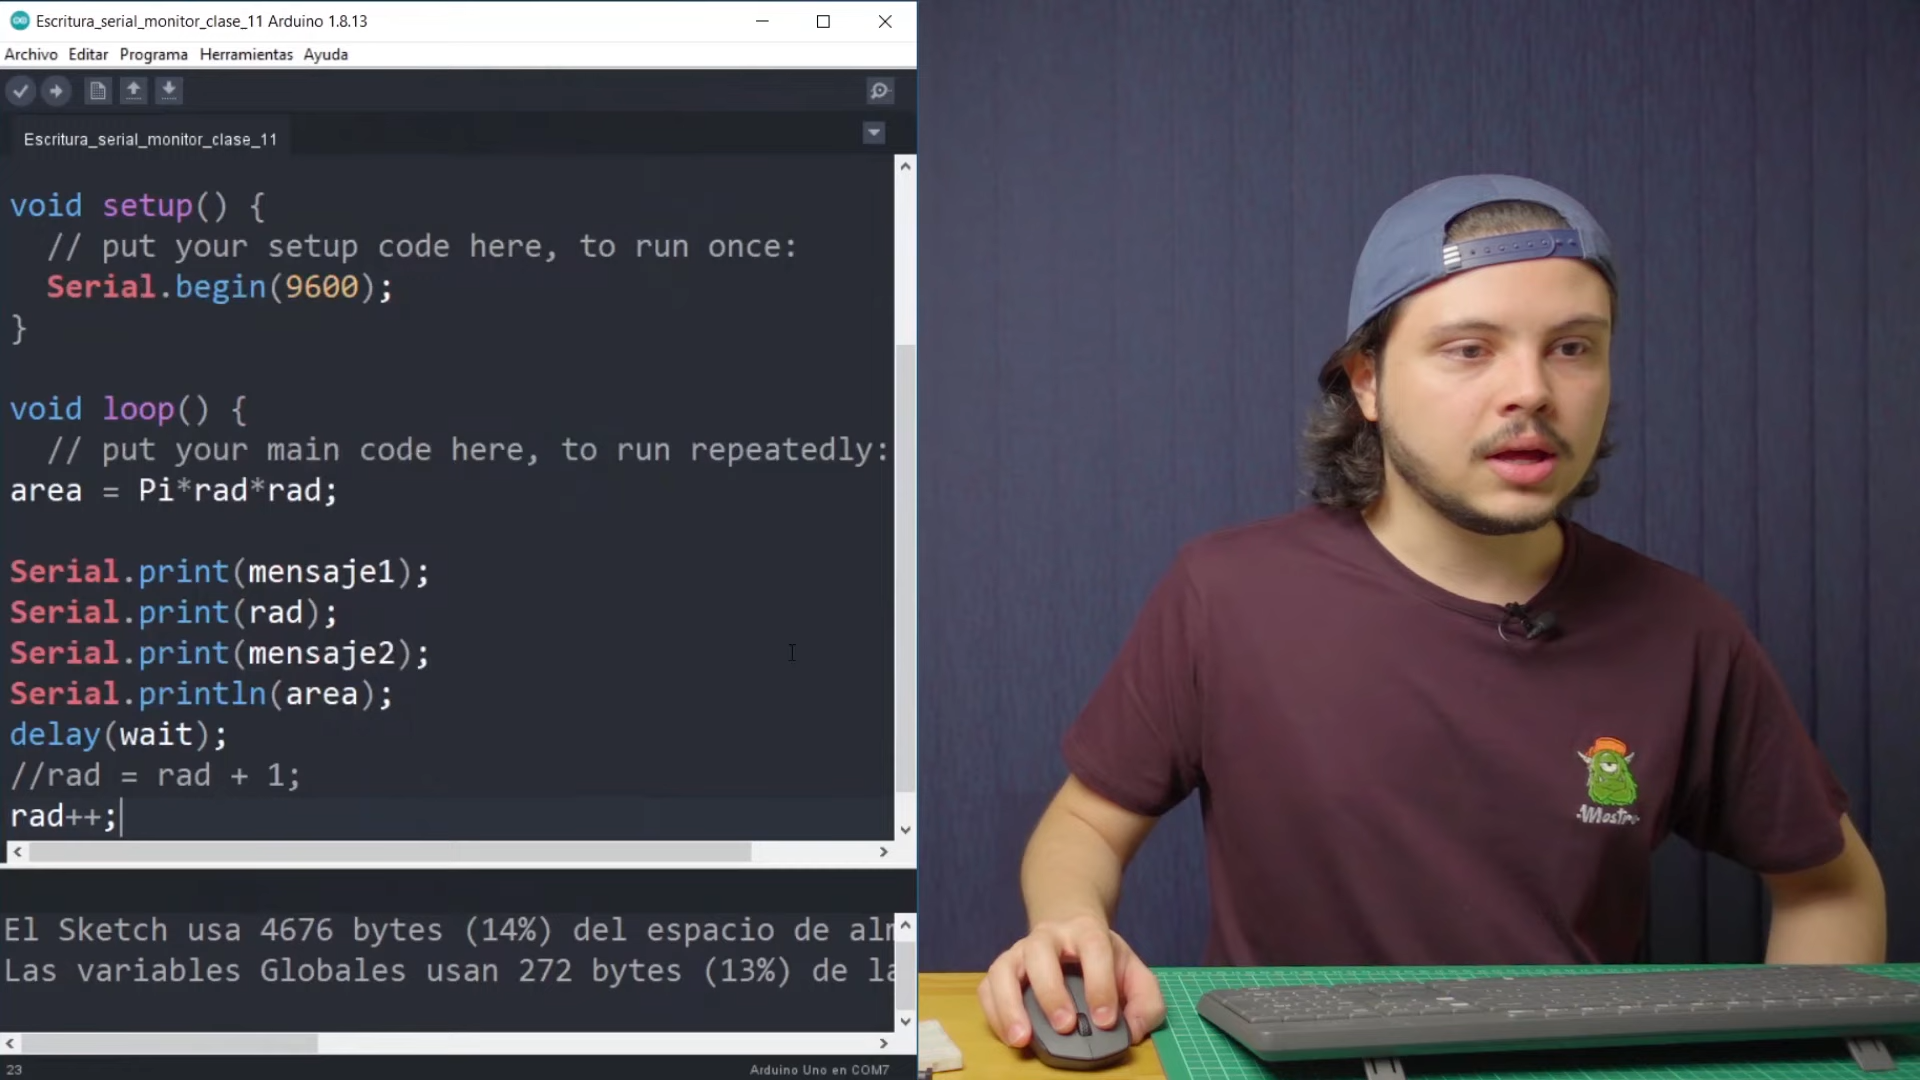 Escritura_serial_monitor_clase_11 Arduino 1.8.13
Archivo Editar Programa Herramientas Ayuda
Escritura_serial_monitor_clase_11
void setup() {
// put your setup code here, to run once:
Serial.begin(9600);
}
void loop() {
// put your main code here, to run repeatedly:
area = Pi*rad*rad;
Serial.print(mensaje1);
Serial.print(rad);
Serial.print(mensaje2);
Serial.println(area);
delay(wait);
//rad = rad + 1;
rad++;
El Sketch usa 4676 bytes (14%) del espacio de
Las variables Globales usan 272 bytes (13%) de
23
Arduino Uno en COM7